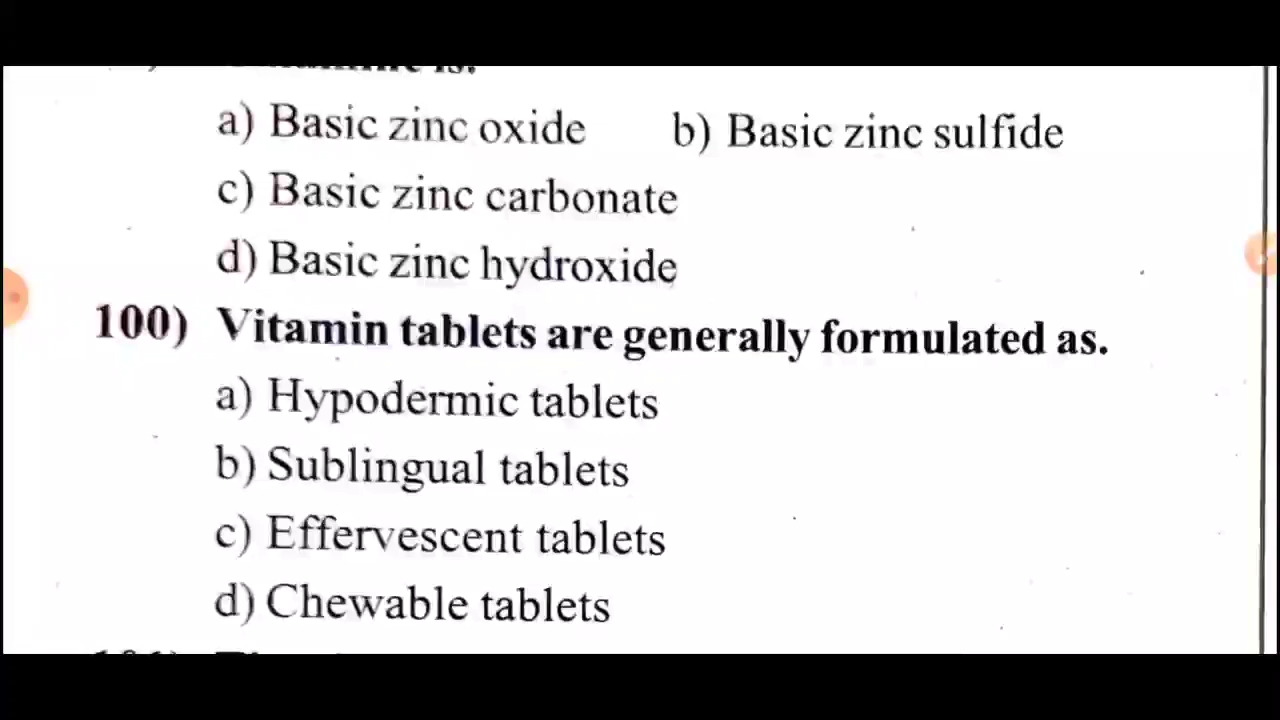 is.
a) Basic zinc oxide b) Basic zinc sulfide
c) Basic zinc carbonate
d) Basic zinc hydroxide
100) Vitamin tablets are generally formulated as.
a) Hypodermic tablets
b) Sublingual tablets
c) Effervescent tablets
d) Chewable tablets